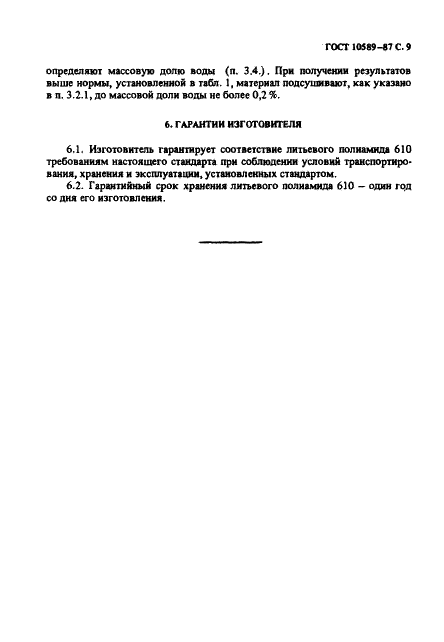 ГОСТ 10589—87 С. 9
определяют массовую долю воды (п. 3.4.). При получении результатов
выше нормы, установленной в табл. 1, материал подсушивают, как указано
в п. 3.2.1, до массовой доли воды не более 0,2 %.
6. ГАРАНТИИ ИЗГОТОВИТЕЛЯ
6.1. Изготовитель гарантирует соответствие литьевого полиамида 610
требованиям настоящего стандарта при соблюдении условий транспортиро-
вания, хранения и эксплуатации, установленных стандартом.
6.2. Гарантийный срок хранения литьевого полиамида 610 — один год
со дня его изготовления.